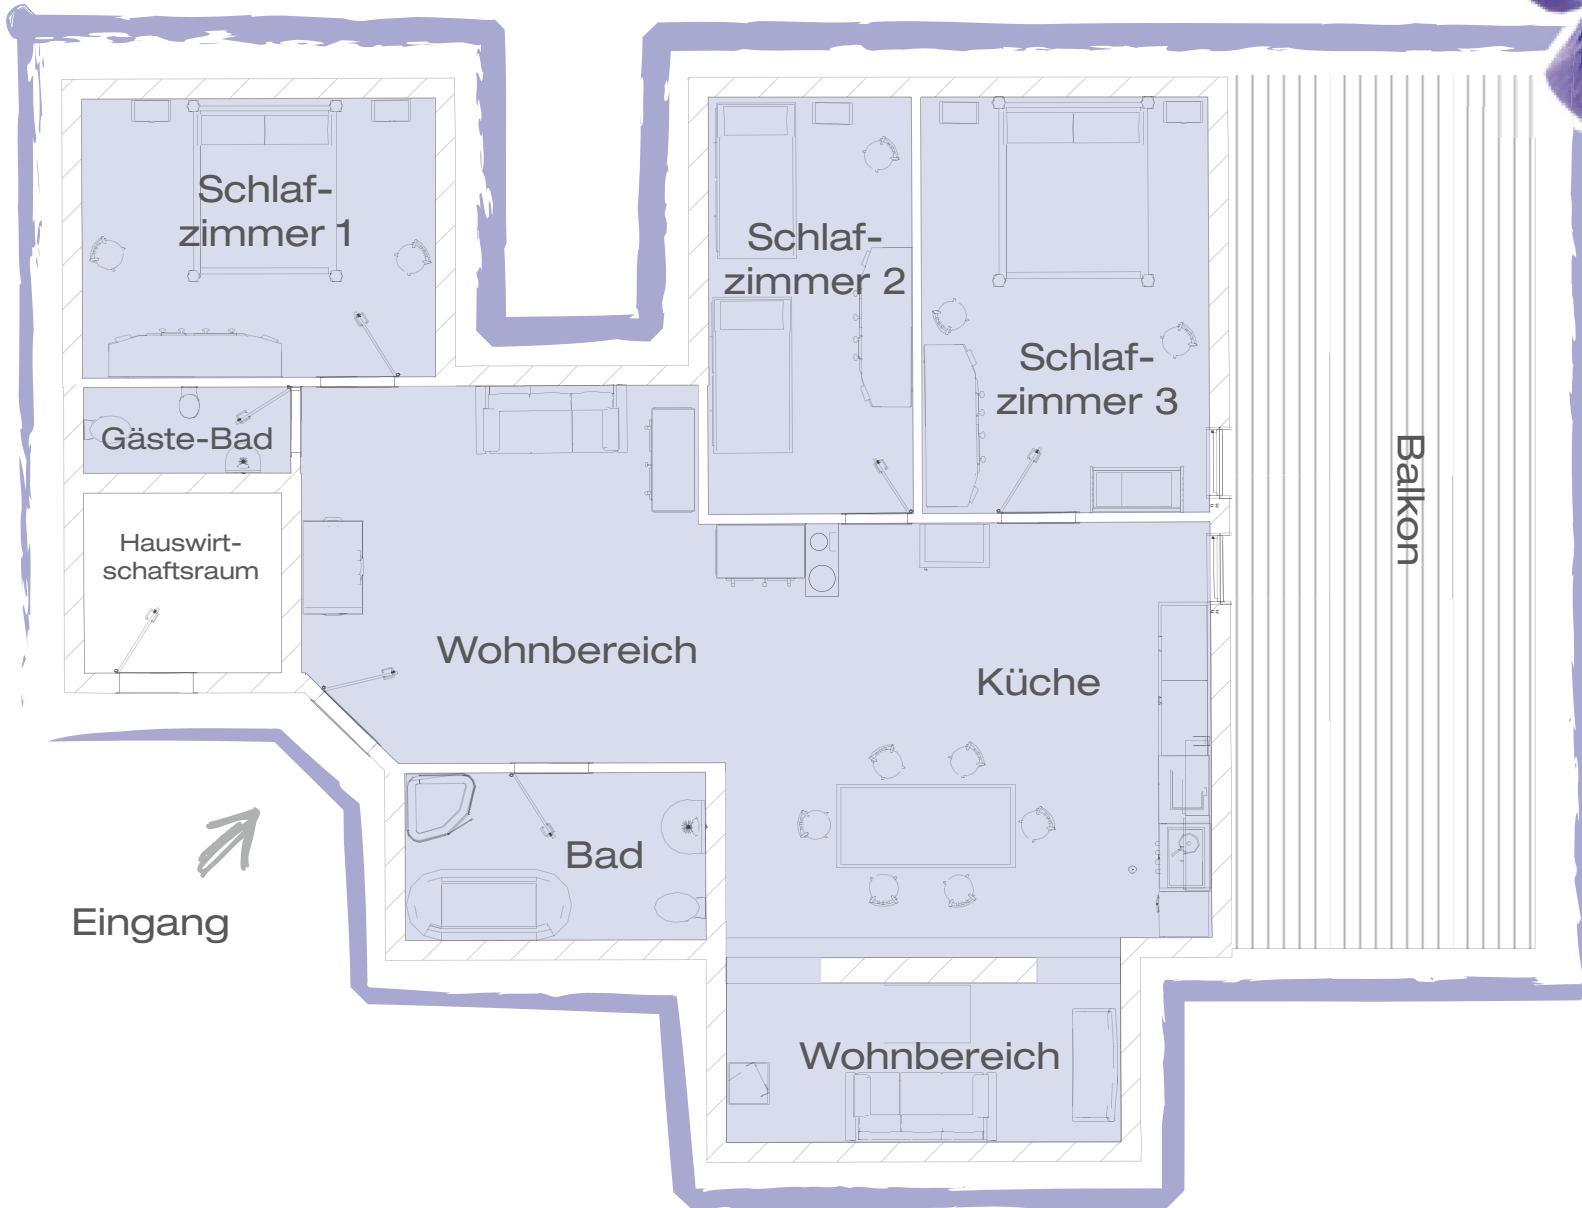 Schlaf-
zimmer 1
Schlaf-
zimmer 2
Schlaf-
zimmer 3
Gäste-Bad
Hauswirt-
schaftsraum
Wohnbereich
Küche
Balkon
Bad
Eingang
Wohnbereich